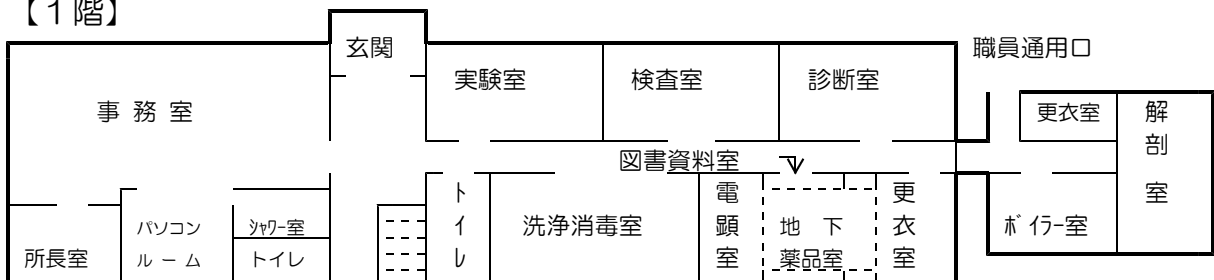 【１階】
玄関
職員通用口
実験室
検査室
診断室
事 務 室
更衣室
解剖室
図書資料室
トイレ
洗浄消毒室
電顕室
地 下
薬品室
更衣室
ﾎﾞｲﾗｰ室
パソコン
ル ー ム
ｼｬﾜｰ室
トイレ
所長室